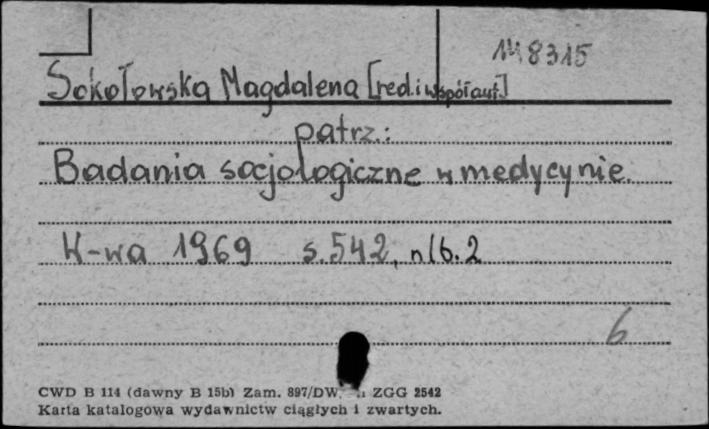 148315
Sokołowska Magdalena [red. i współaut.]
patrz.:
Badania socjologiczne w medycynie.
W-wa 1969 s. 542, nlb. 2
6
CWD B 114 (dawny B 15b) Zam. 897/DW. ZGG 2542
Karta katalogowa wydawnictw ciągłych i zwartych.